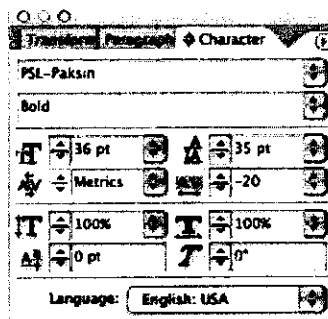 Transform Paragraph Character
PSL-Paksin
Bold
36 pt 35 pt
Metrics -20
100% 100%
0 pt 0°
Language: English: USA